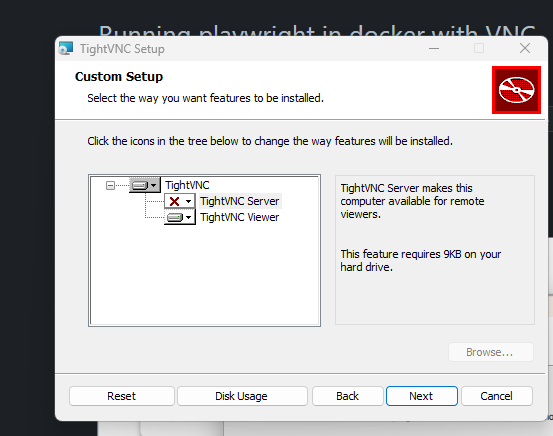 Running playwright in docker with VNC
TightVNC Setup
Custom Setup
Select the way you want features to be installed.
Click the icons in the tree below to change the way features will be installed.
TightVNC
TightVNC Server
TightVNC Viewer
TightVNC Server makes this
computer available for remote
viewers.
This feature requires 9KB on your
hard drive.
Browse...
Reset
Disk Usage
Back
Next
Cancel